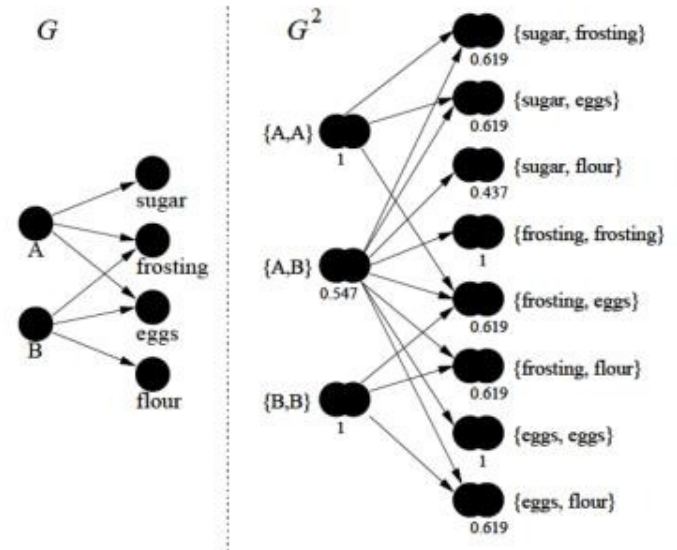 G
A
B
sugar
frosting
eggs
flour
G²
{A,A}
1
{A,B}
0.547
{B,B}
1
{sugar, frosting}
0.619
{sugar, eggs}
0.619
{sugar, flour}
0.437
{frosting, frosting}
1
{frosting, eggs}
0.619
{frosting, flour}
0.619
{eggs, eggs}
1
{eggs, flour}
0.619